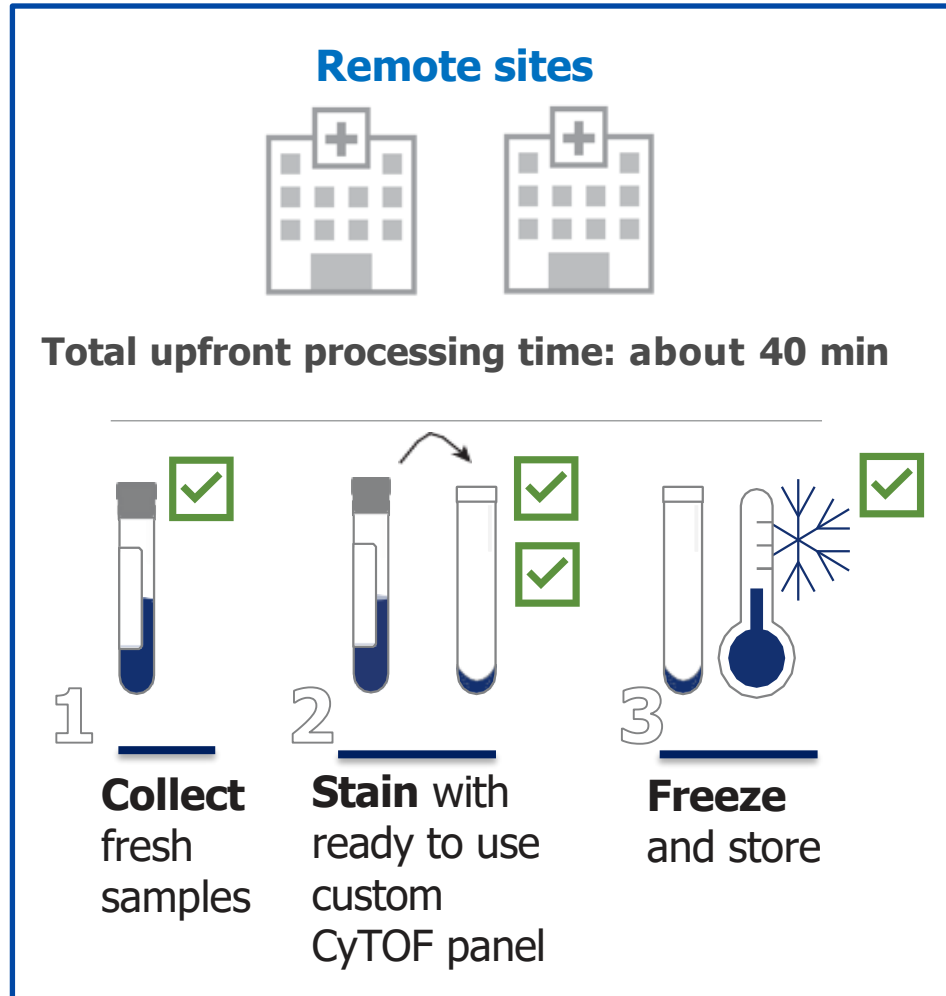 Remote sites
Total upfront processing time: about 40 min
1
Collect
fresh
samples
2
Stain with
ready to use
custom
CyTOF panel
3
Freeze
and store